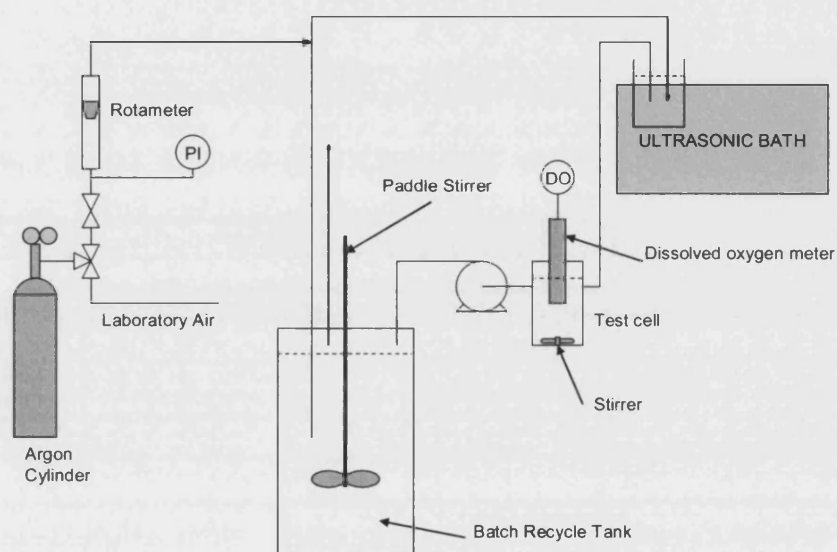 Rotameter
PI
ULTRASONIC BATH
Paddle Stirrer
DO
Dissolved oxygen meter
Laboratory Air
Test cell
Stirrer
Argon
Cylinder
Batch Recycle Tank